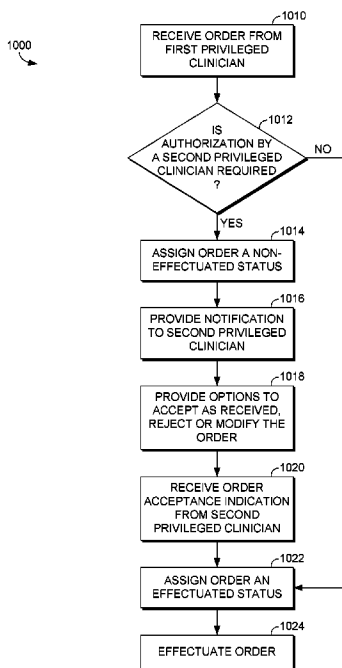 1000
1010
RECEIVE ORDER FROM
FIRST PRIVILEGED
CLINICIAN
1012
IS
AUTHORIZATION BY
A SECOND PRIVILEGED
CLINICIAN REQUIRED
?
NO
YES
1014
ASSIGN ORDER A NON-
EFFECTUATED STATUS
1016
PROVIDE NOTIFICATION
TO SECOND PRIVILEGED
CLINICIAN
1018
PROVIDE OPTIONS TO
ACCEPT AS RECEIVED,
REJECT OR MODIFY THE
ORDER
1020
RECEIVE ORDER
ACCEPTANCE INDICATION
FROM SECOND
PRIVILEGED CLINICIAN
1022
ASSIGN ORDER AN
EFFECTUATED STATUS
1024
EFFECTUATE ORDER